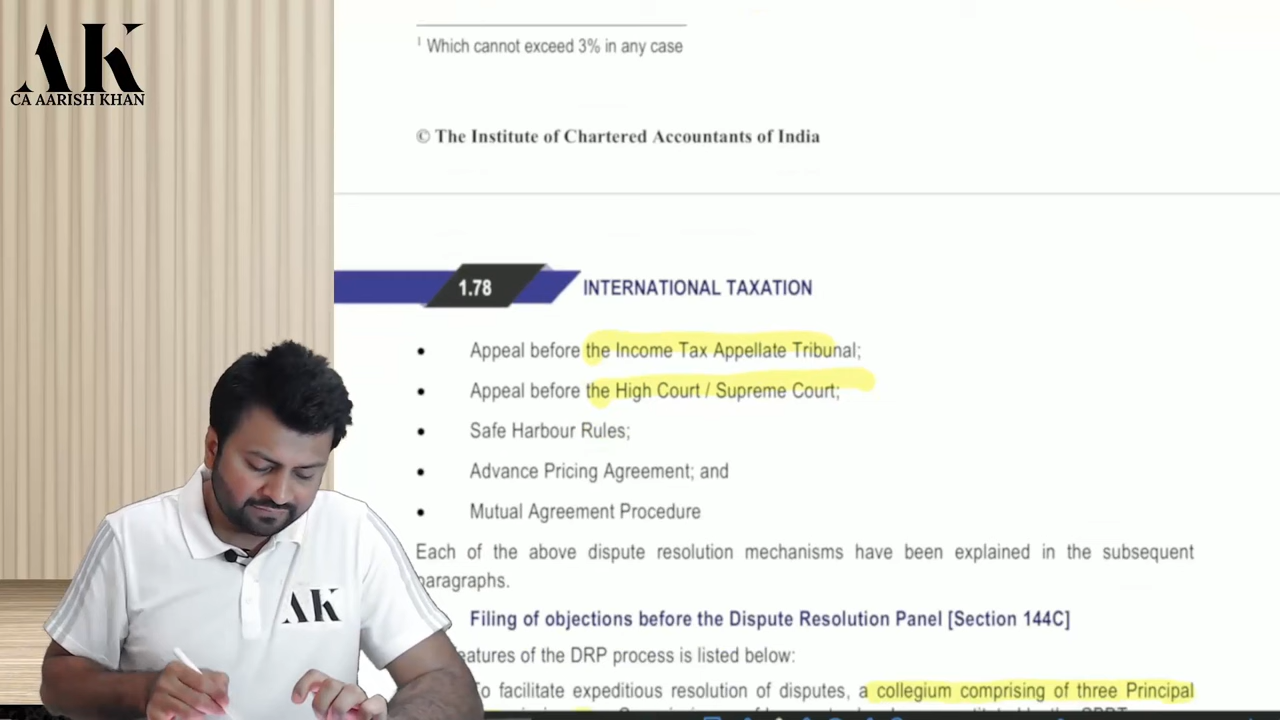 AK
CA AARISH KHAN
1 Which cannot exceed 3% in any case
© The Institute of Chartered Accountants of India
1.78 INTERNATIONAL TAXATION
• Appeal before the Income Tax Appellate Tribunal;
• Appeal before the High Court / Supreme Court;
• Safe Harbour Rules;
• Advance Pricing Agreement; and
• Mutual Agreement Procedure
Each of the above dispute resolution mechanisms have been explained in the subsequent
paragraphs.
Filing of objections before the Dispute Resolution Panel [Section 144C]
of the DRP process is listed below:
To facilitate expeditious resolution of disputes, a collegium comprising of three Principal
AK